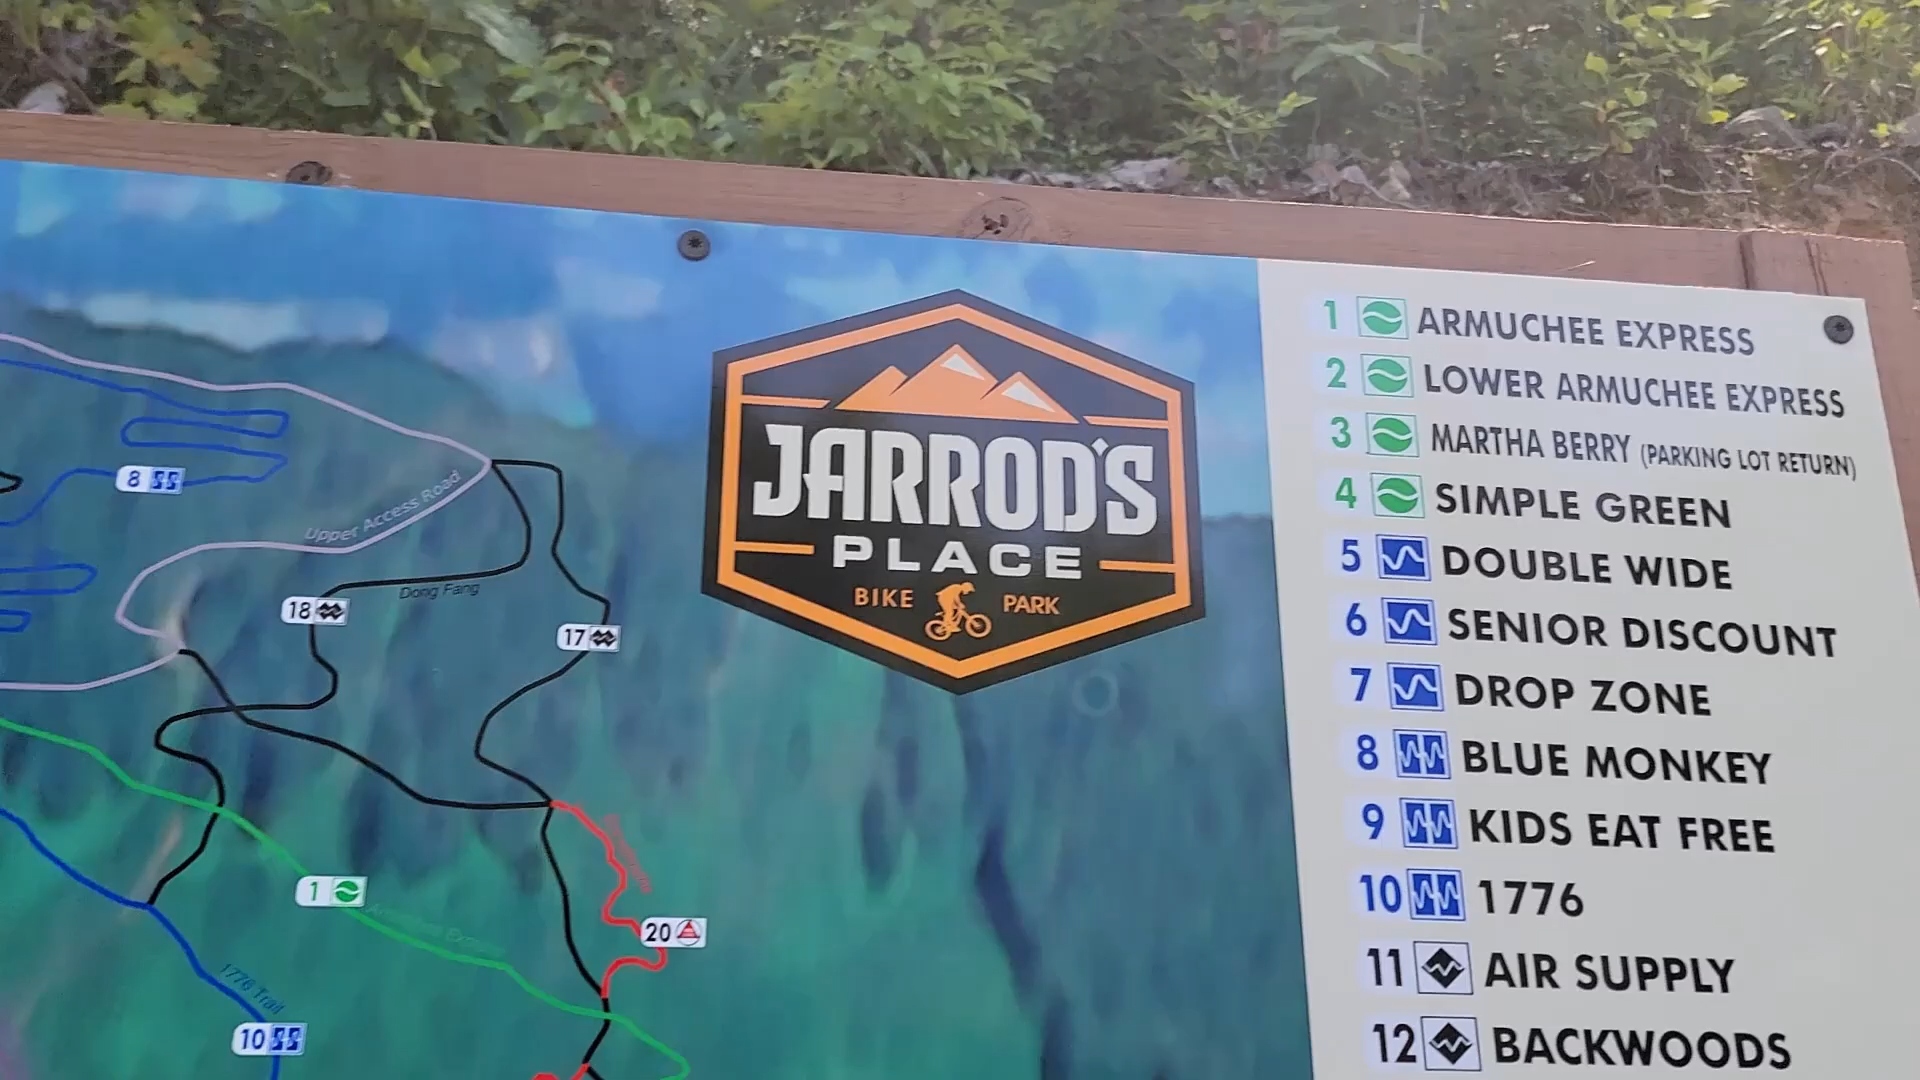 8
Upper Access Road
18
Dong Fang
17
1
Armuchee Express
20
1776 Trail
10
JARROD'S
PLACE
BIKE PARK
1 ARMUCHEE EXPRESS
2 LOWER ARMUCHEE EXPRESS
3 MARTHA BERRY (PARKING LOT RETURN)
4 SIMPLE GREEN
5 DOUBLE WIDE
6 SENIOR DISCOUNT
7 DROP ZONE
8 BLUE MONKEY
9 KIDS EAT FREE
10 1776
11 AIR SUPPLY
12 BACKWOODS